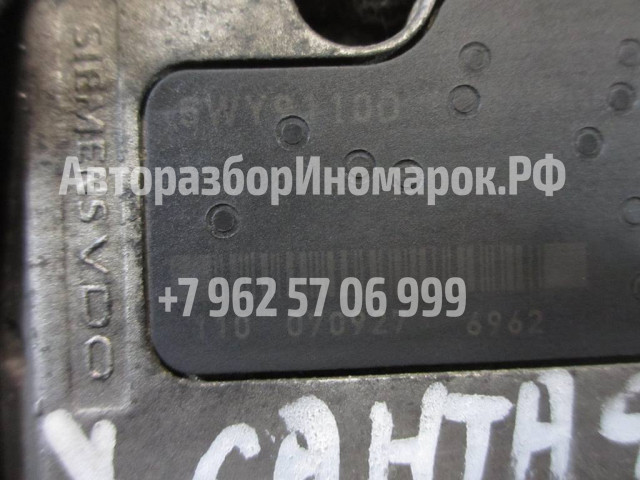 SIEMENS VDO
5WY91100
АвторазборИномарок.РФ
+7 962 57 06 999
110 070927 6962
САНТА